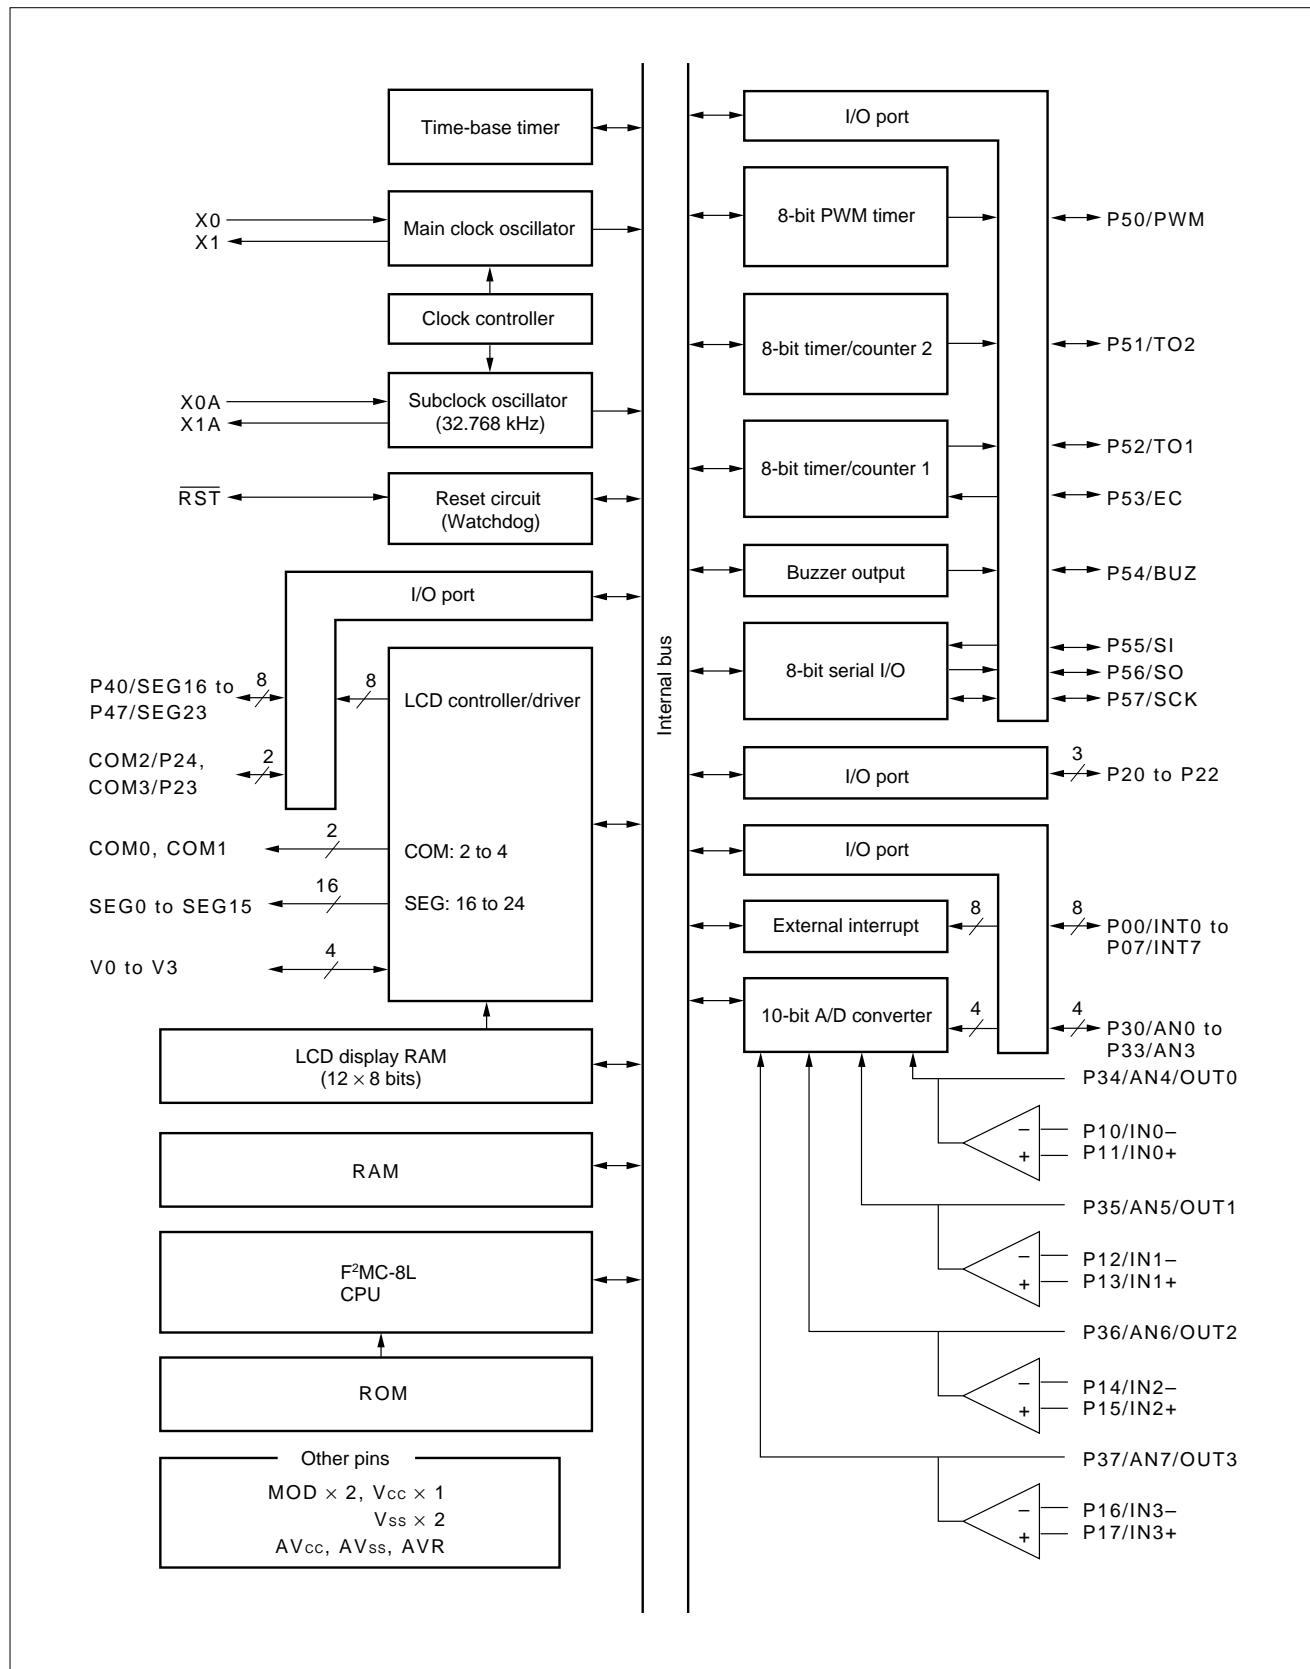 Time-base timer
X0
X1
Main clock oscillator
Clock controller
X0A
X1A
Subclock oscillator
(32.768 kHz)
RST
Reset circuit
(Watchdog)
I/O port
P40/SEG16 to
P47/SEG23
8
8
LCD controller/driver
COM2/P24,
COM3/P23
2
COM0, COM1
2
COM: 2 to 4
SEG0 to SEG15
16
SEG: 16 to 24
V0 to V3
4
LCD display RAM
(12 × 8 bits)
RAM
F²MC-8L
CPU
ROM
Other pins
MOD × 2, Vcc × 1
Vss × 2
AVcc, AVss, AVR
Internal bus
I/O port
8-bit PWM timer
P50/PWM
8-bit timer/counter 2
P51/TO2
8-bit timer/counter 1
P52/TO1
P53/EC
Buzzer output
P54/BUZ
8-bit serial I/O
P55/SI
P56/SO
P57/SCK
I/O port
3
P20 to P22
I/O port
External interrupt
8
8
P00/INT0 to
P07/INT7
10-bit A/D converter
4
4
P30/AN0 to
P33/AN3
P34/AN4/OUT0
–
+
P10/IN0–
P11/IN0+
P35/AN5/OUT1
–
+
P12/IN1–
P13/IN1+
P36/AN6/OUT2
–
+
P14/IN2–
P15/IN2+
P37/AN7/OUT3
–
+
P16/IN3–
P17/IN3+